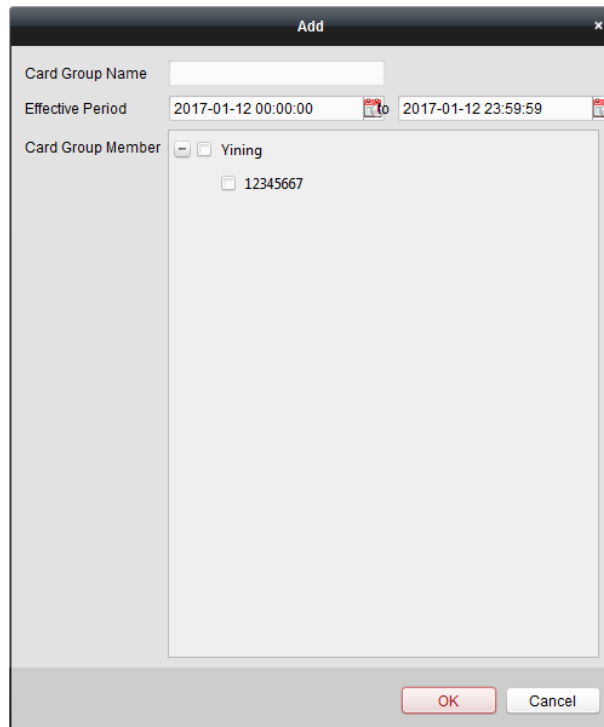 Add
Card Group Name
Effective Period 2017-01-12 00:00:00 to 2017-01-12 23:59:59
Card Group Member Yining
12345667
OK Cancel